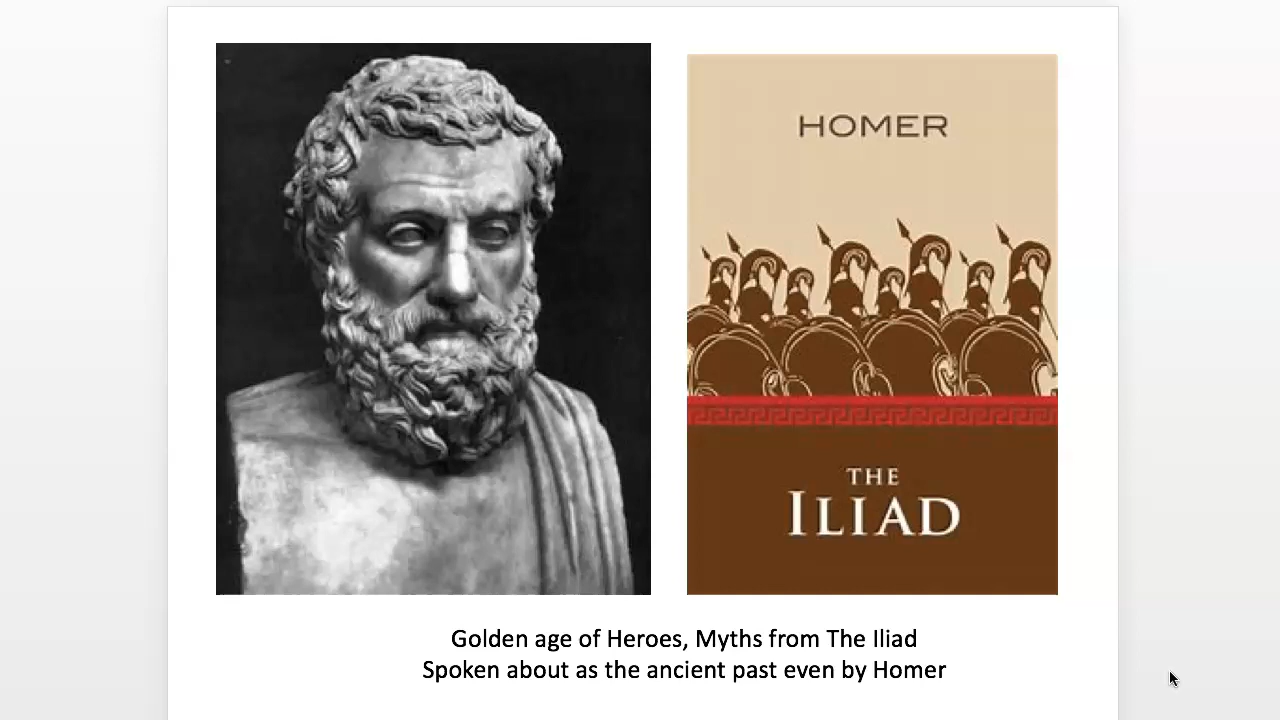 HOMER
THE
ILIAD
Golden age of Heroes, Myths from The Iliad
Spoken about as the ancient past even by Homer